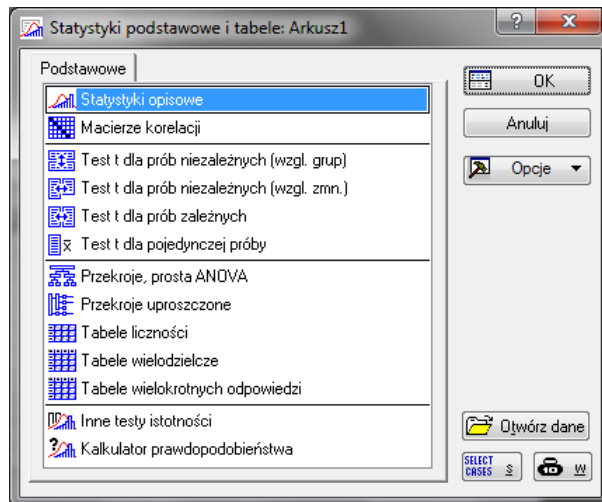 Statystyki podstawowe i tabele: Arkusz1
?
Podstawowe
Statystyki opisowe
Macierze korelacji
Test t dla prób niezależnych (wzgl. grup)
Test t dla prób niezależnych (wzgl. zmn.)
Test t dla prób zależnych
x Test t dla pojedynczej próby
Przekroje, prosta ANOVA
Przekroje uproszczone
Tabele liczności
Tabele wielodzielcze
Tabele wielokrotnych odpowiedzi
Inne testy istotności
? Kalkulator prawdopodobieństwa
OK
Anuluj
Opcje
Otwórz dane
SELECT CASES S
W